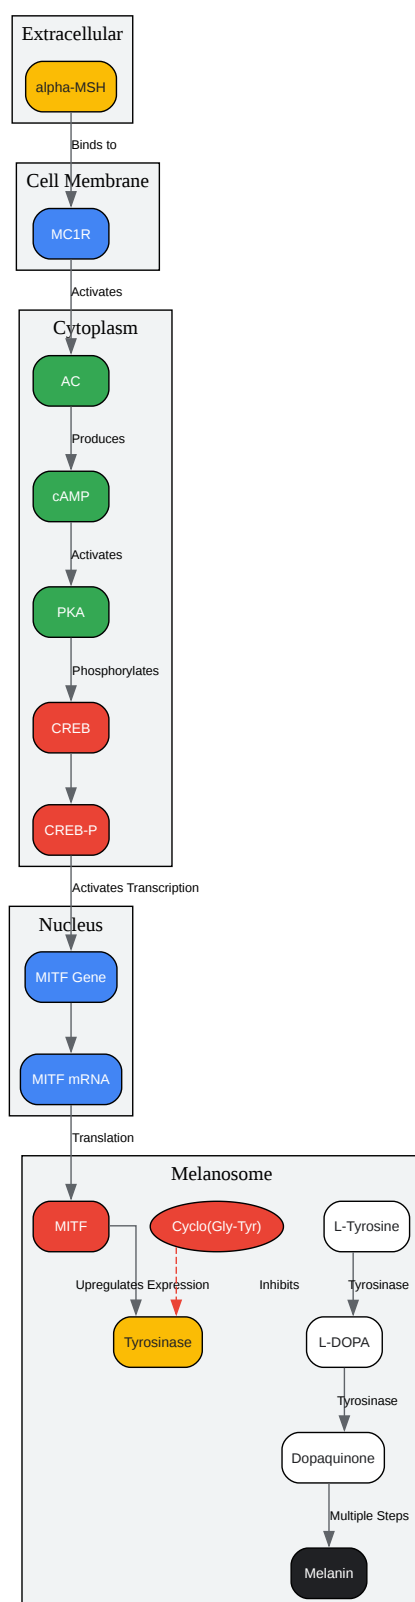 Extracellular
alpha-MSH
Binds to
Cell Membrane
MC1R
Activates
Cytoplasm
AC
Produces
cAMP
Activates
PKA
Phosphorylates
CREB
CREB-P
Activates Transcription
Nucleus
MITF Gene
MITF mRNA
Translation
Melanosome
MITF
Cyclo(Gly-Tyr)
L-Tyrosine
Upregulates Expression
Inhibits
Tyrosinase
Tyrosinase
L-DOPA
Tyrosinase
Dopaquinone
Multiple Steps
Melanin